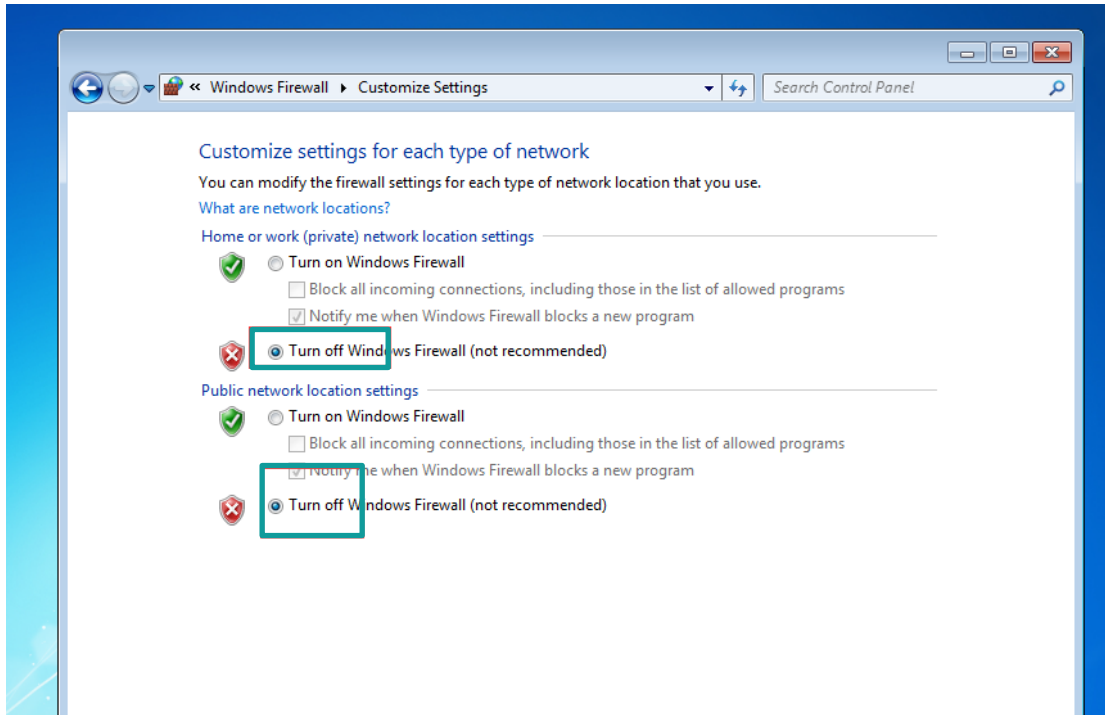 « Windows Firewall ▸ Customize Settings
Search Control Panel
Customize settings for each type of network
You can modify the firewall settings for each type of network location that you use.
What are network locations?
Home or work (private) network location settings
Turn on Windows Firewall
Block all incoming connections, including those in the list of allowed programs
Notify me when Windows Firewall blocks a new program
Turn off Windows Firewall (not recommended)
Public network location settings
Turn on Windows Firewall
Block all incoming connections, including those in the list of allowed programs
Notify me when Windows Firewall blocks a new program
Turn off Windows Firewall (not recommended)